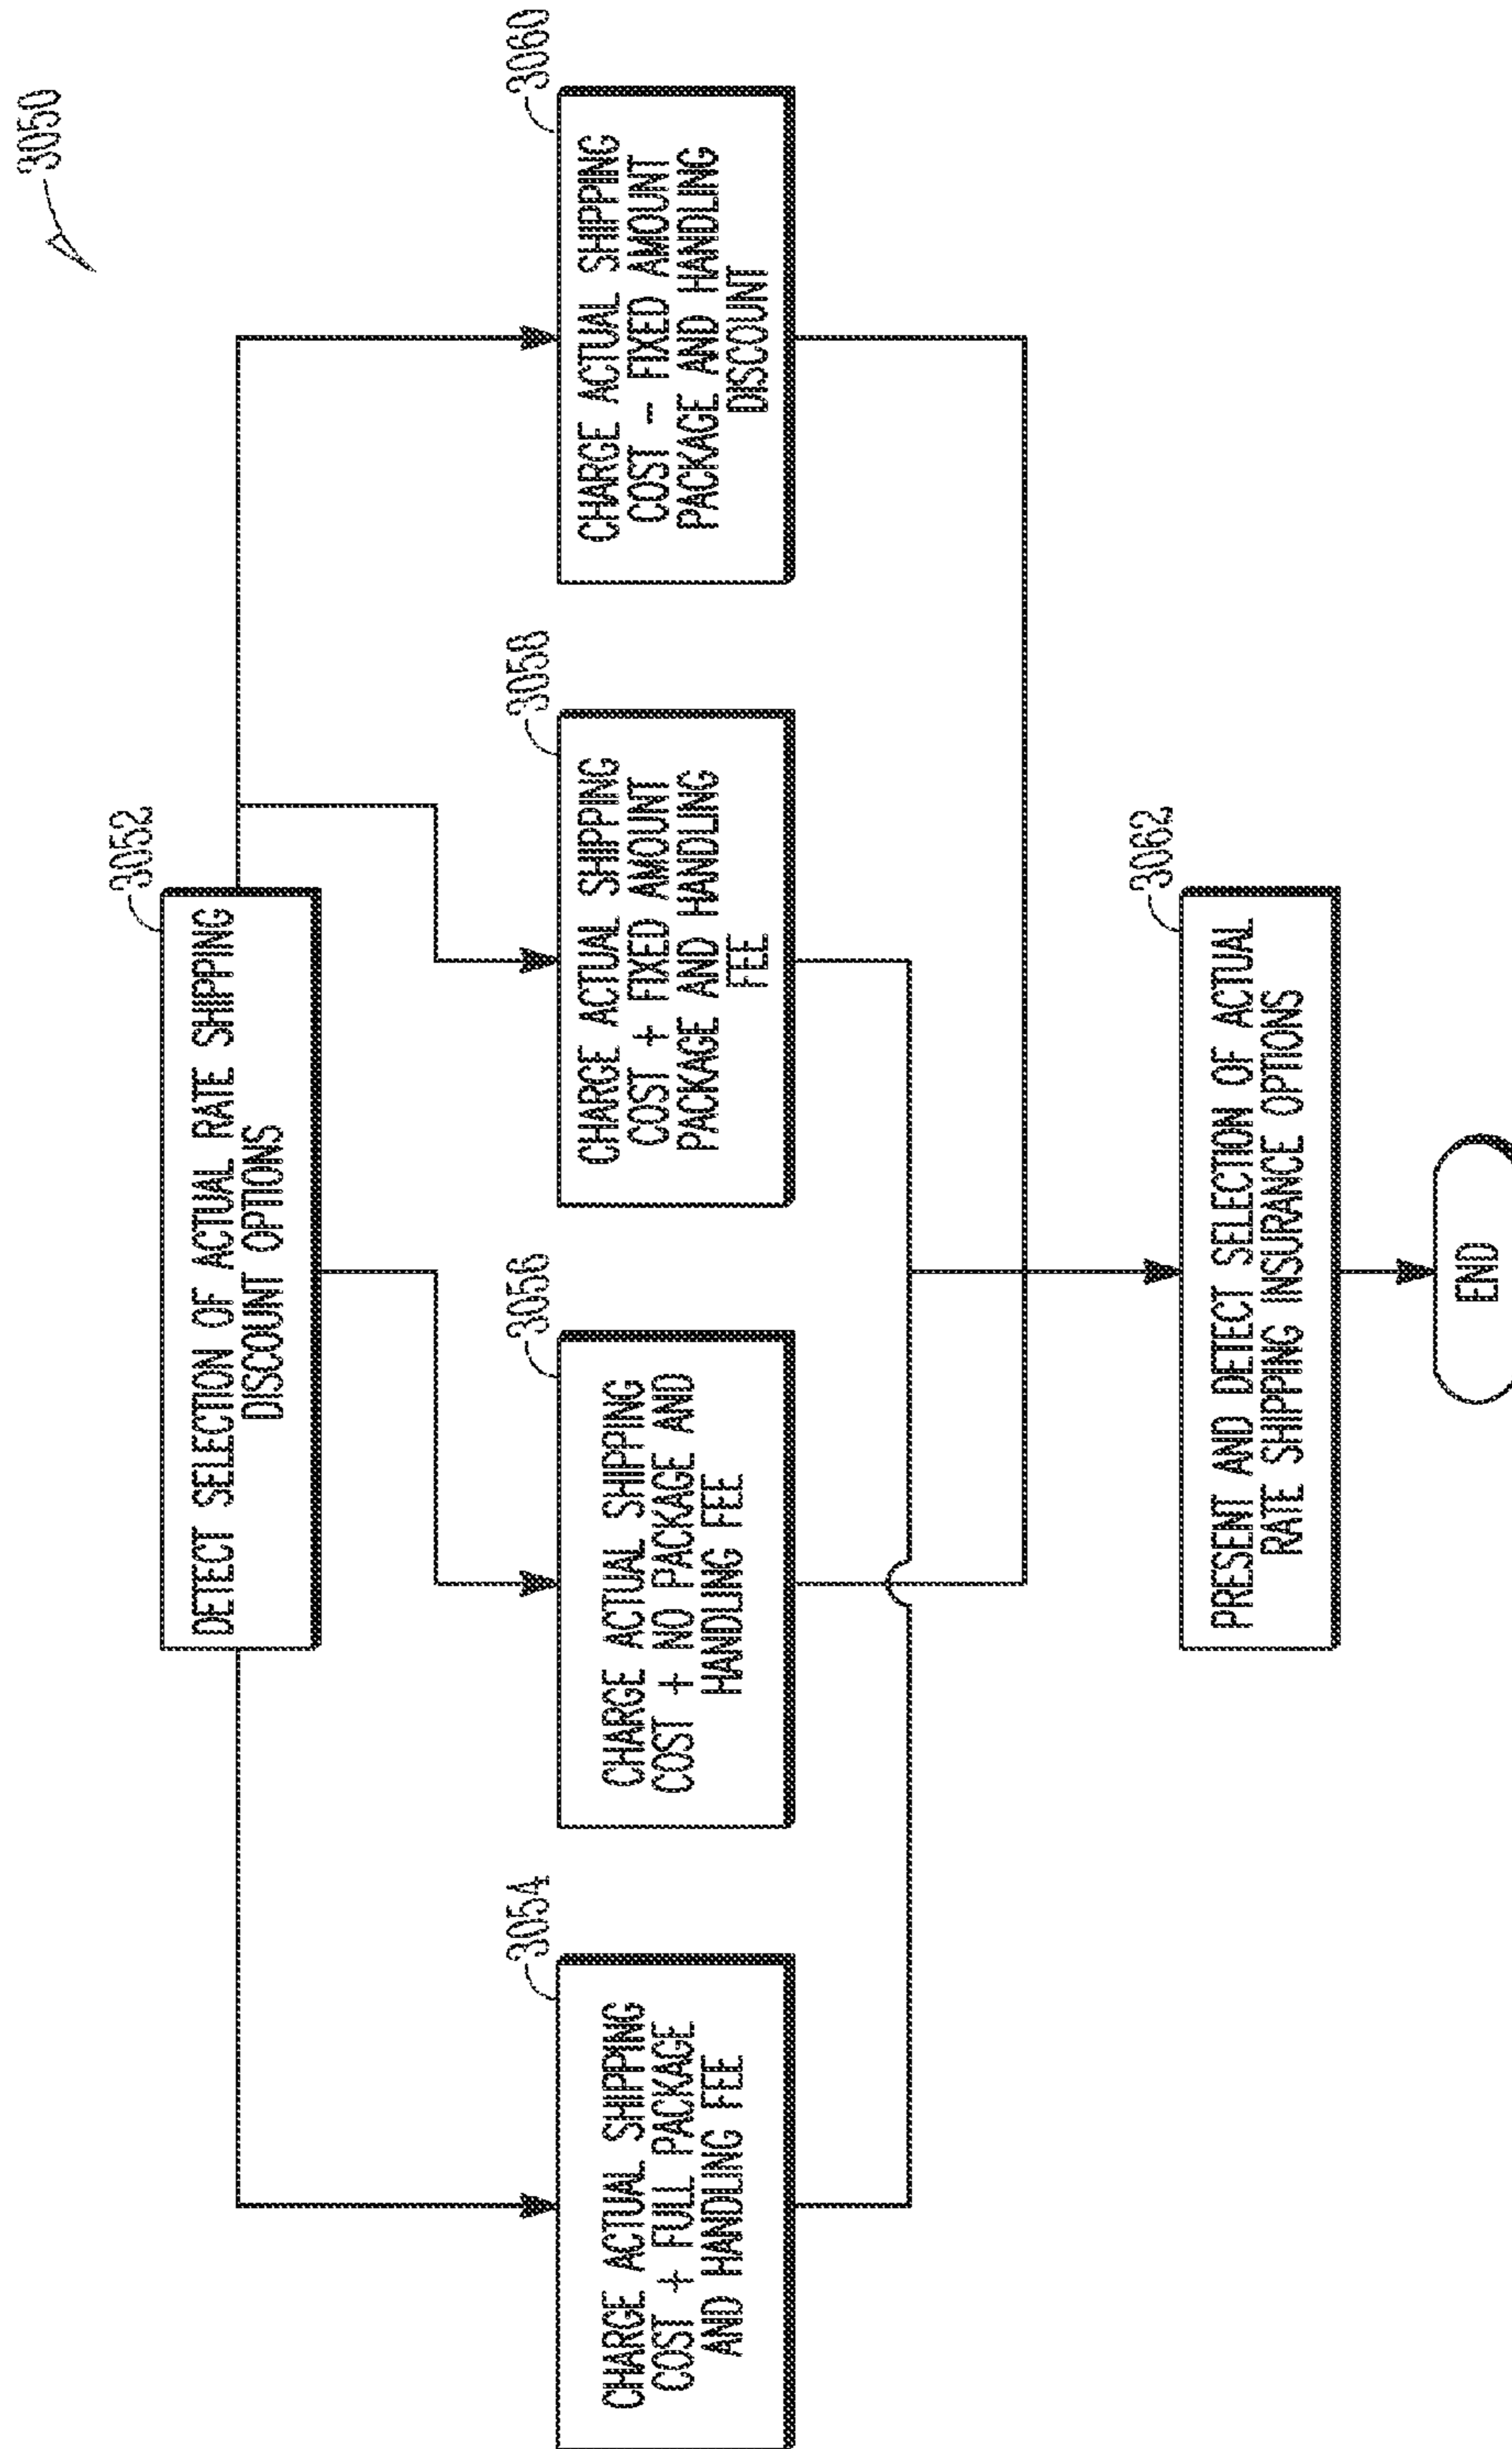 3050
3052
DETECT SELECTION OF ACTUAL RATE SHIPPING
DISCOUNT OPTIONS
3054
CHARGE ACTUAL SHIPPING
COST + FULL PACKAGE
AND HANDLING FEE
3056
CHARGE ACTUAL SHIPPING
COST + NO PACKAGE AND
HANDLING FEE
3058
CHARGE ACTUAL SHIPPING
COST + FIXED AMOUNT
PACKAGE AND HANDLING
FEE
3060
CHARGE ACTUAL SHIPPING
COST - FIXED AMOUNT
PACKAGE AND HANDLING
DISCOUNT
3062
PRESENT AND DETECT SELECTION OF ACTUAL
RATE SHIPPING INSURANCE OPTIONS
END